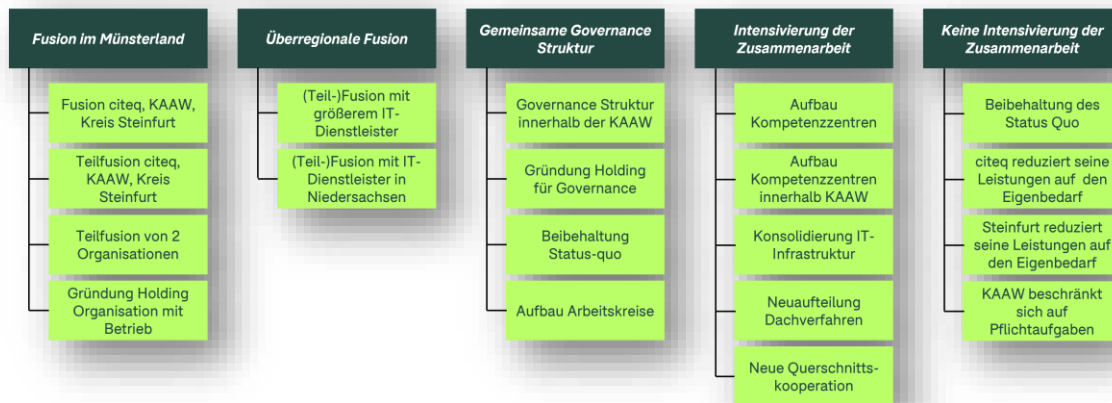 Fusion im Münsterland
Fusion citeq, KAAW,
Kreis Steinfurt
Teilfusion citeq,
KAAW, Kreis
Steinfurt
Teilfusion von 2
Organisationen
Gründung Holding
Organisation mit
Betrieb
Überregionale Fusion
(Teil-)Fusion mit
größerem IT-
Dienstleister
(Teil-)Fusion mit IT-
Dienstleister in
Niedersachsen
Gemeinsame Governance
Struktur
Governance Struktur
innerhalb der KAAW
Gründung Holding
für Governance
Beibehaltung
Status-quo
Aufbau Arbeitskreise
Intensivierung der
Zusammenarbeit
Aufbau
Kompetenzzentren
Aufbau
Kompetenzzentren
innerhalb KAAW
Konsolidierung IT-
Infrastruktur
Neuaufteilung
Dachverfahren
Neue Querschnitts-
kooperation
Keine Intensivierung der
Zusammenarbeit
Beibehaltung des
Status Quo
citeq reduziert seine
Leistungen auf den
Eigenbedarf
Steinfurt reduziert
seine Leistungen auf
den Eigenbedarf
KAAW beschränkt
sich auf
Pflichtaufgaben